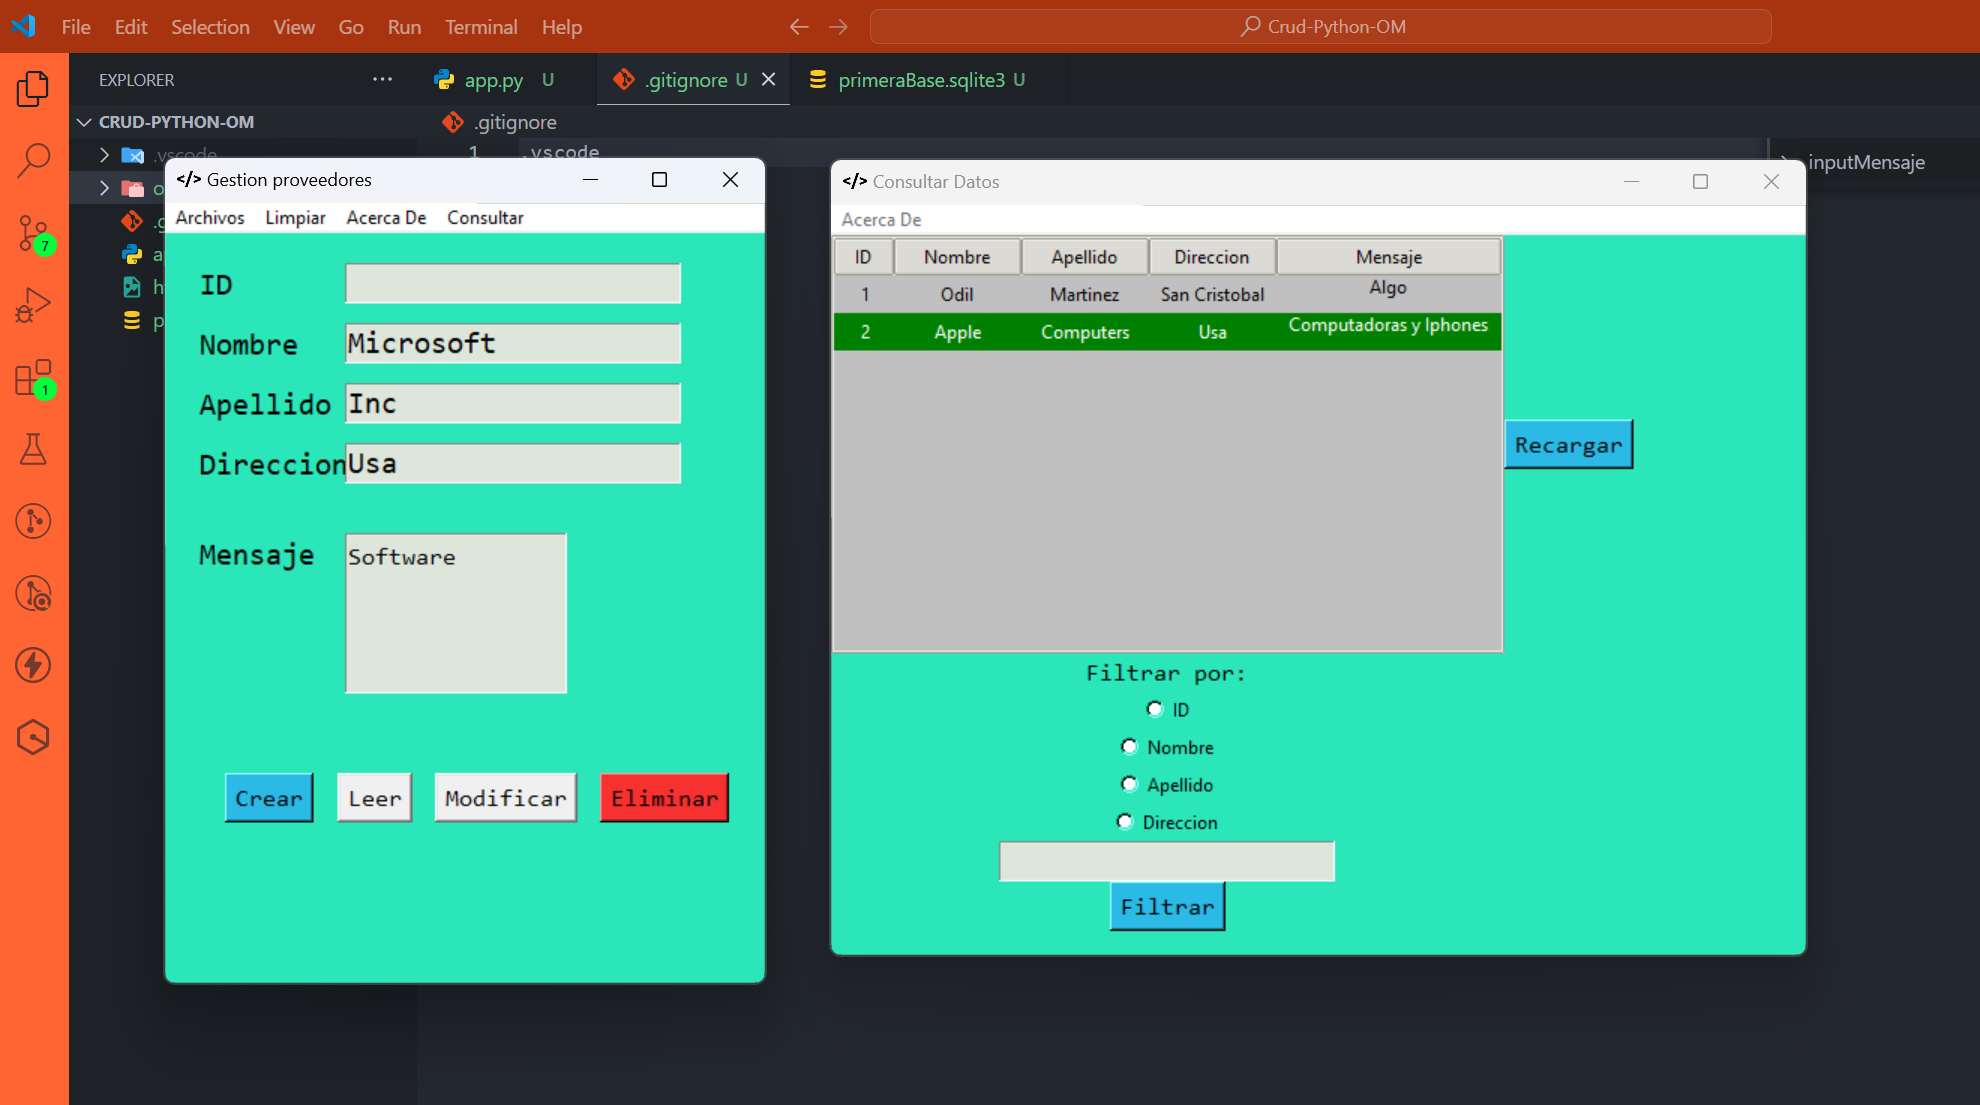 File Edit Selection View Go Run Terminal Help
Crud-Python-OM
EXPLORER
app.py U
.gitignore U
primeraBase.sqlite3 U
CRUD-PYTHON-OM
.gitignore
.vscode
1 .vscode
inputMensaje
7
1
</> Gestion proveedores
Archivos Limpiar Acerca De Consultar
ID
Nombre Microsoft
Apellido Inc
Direccion Usa
Mensaje Software
Crear Leer Modificar Eliminar
</> Consultar Datos
Acerca De
ID Nombre Apellido Direccion Mensaje
1 Odil Martinez San Cristobal Algo
2 Apple Computers Usa Computadoras y Iphones
Recargar
Filtrar por:
ID
Nombre
Apellido
Direccion
Filtrar